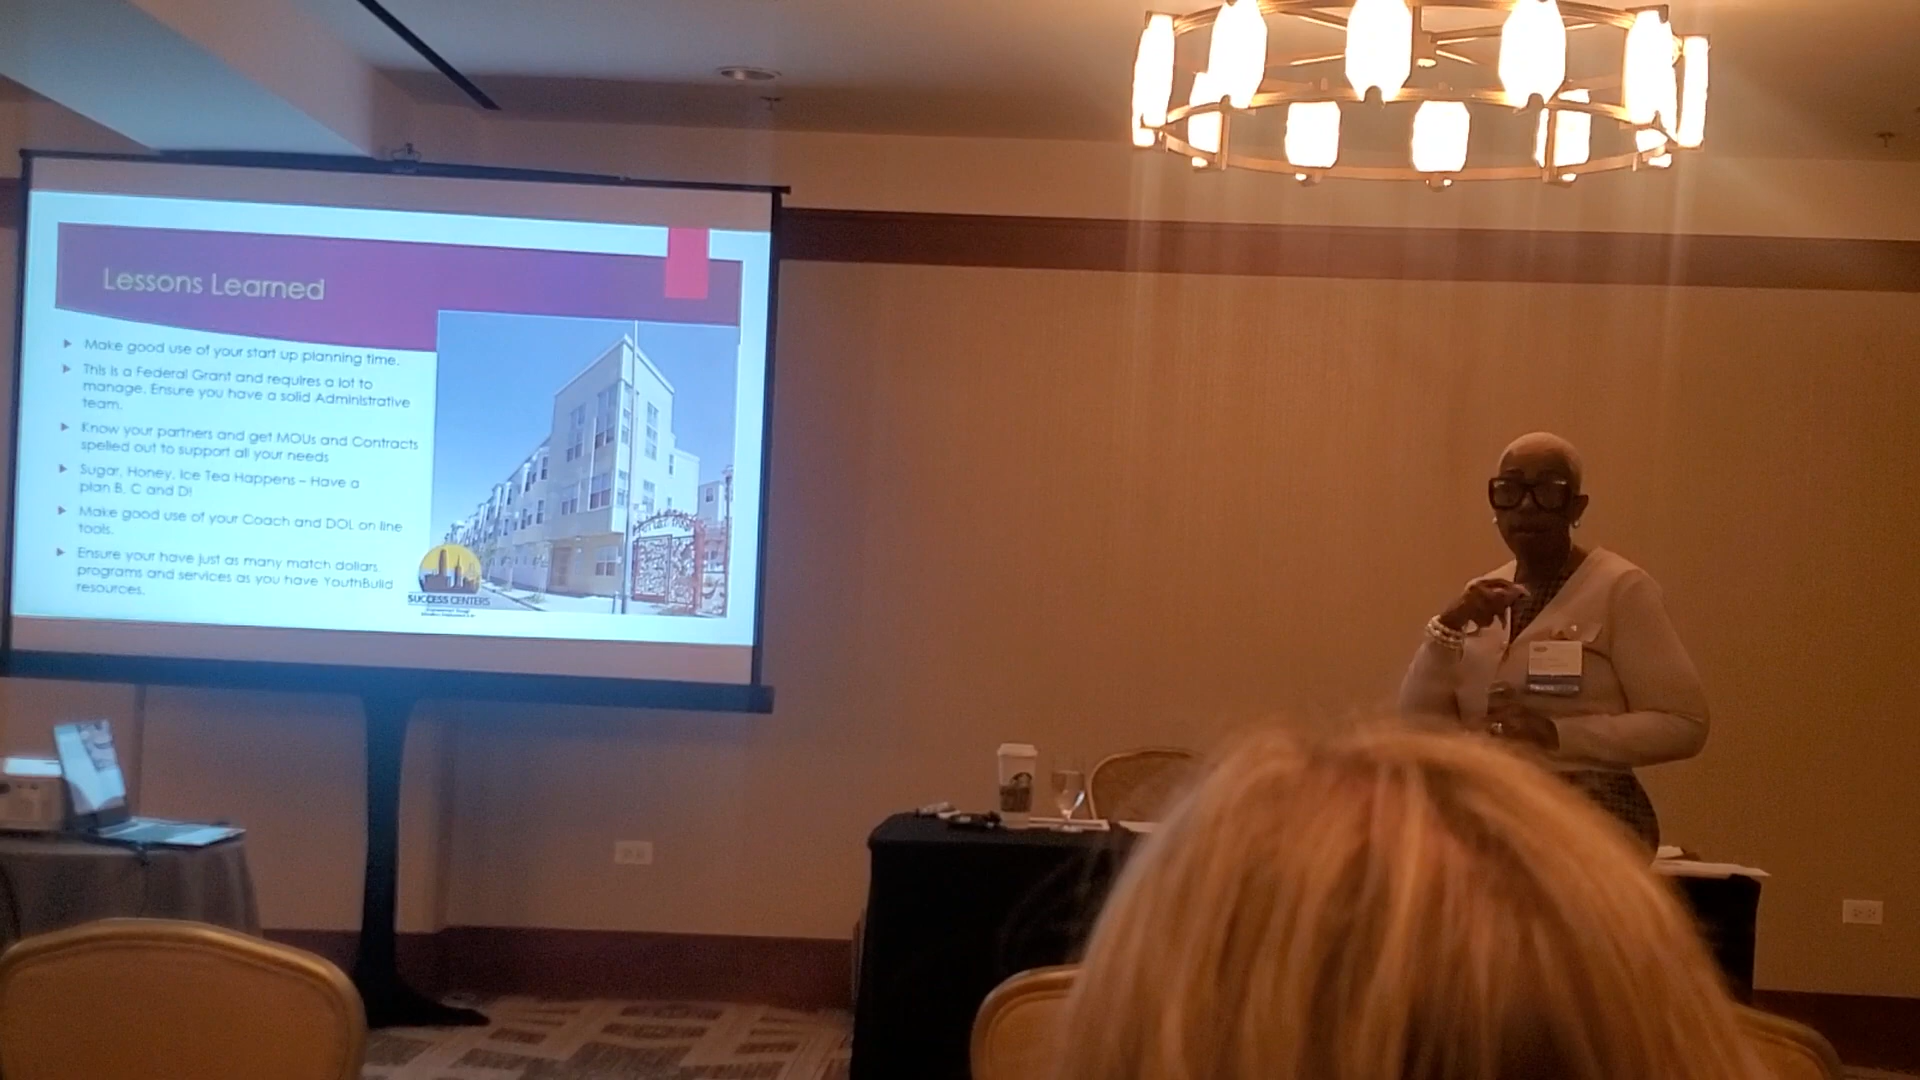 Lessons Learned
Make good use of your start up planning time.
This is a Federal Grant and requires a lot to
manage. Ensure you have a solid Administrative
team.
Know your partners and get MOUs and Contracts
spelled out to support all your needs
Sugar, Honey, Ice Tea Happens – Have a
plan B, C and D!
Make good use of your Coach and DOL on line
tools.
Ensure your have just as many match dollars,
programs and services as you have YouthBuild
resources.
SUCCESS CENTERS